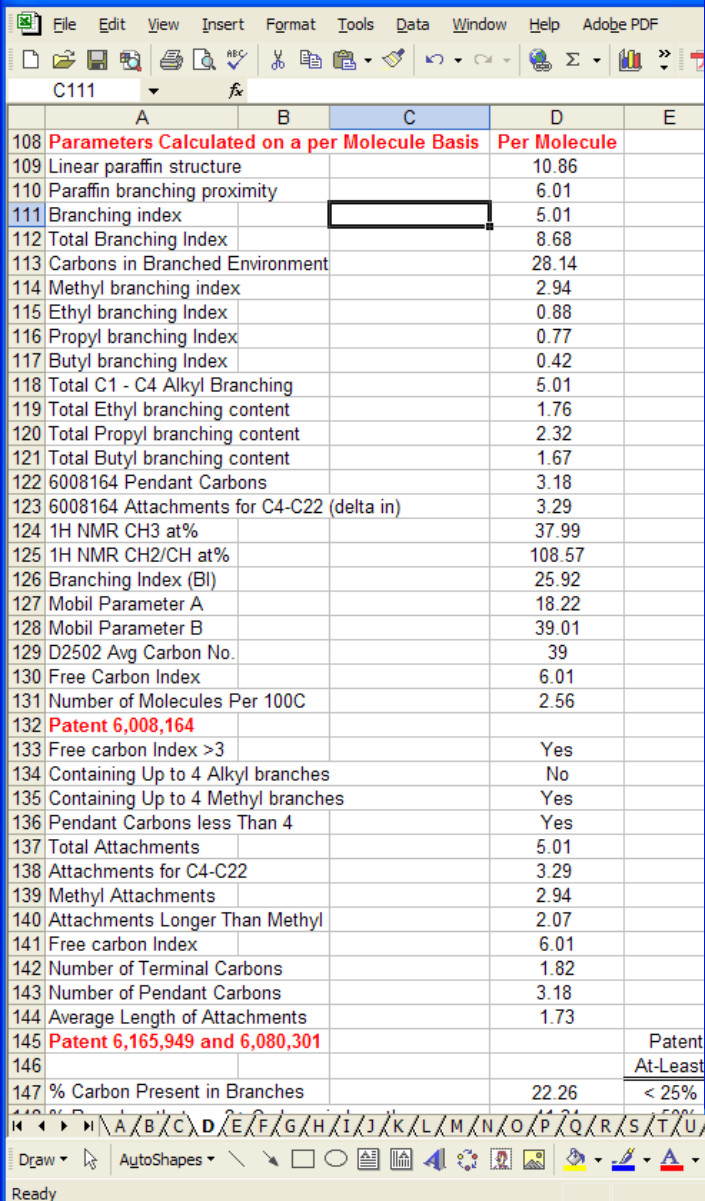 File Edit View Insert Format Tools Data Window Help Adobe PDF
C111 fx
A B C D E
108 Parameters Calculated on a per Molecule Basis Per Molecule
109 Linear paraffin structure 10.86
110 Paraffin branching proximity 6.01
111 Branching index 5.01
112 Total Branching Index 8.68
113 Carbons in Branched Environment 28.14
114 Methyl branching index 2.94
115 Ethyl branching Index 0.88
116 Propyl branching Index 0.77
117 Butyl branching Index 0.42
118 Total C1 - C4 Alkyl Branching 5.01
119 Total Ethyl branching content 1.76
120 Total Propyl branching content 2.32
121 Total Butyl branching content 1.67
122 6008164 Pendant Carbons 3.18
123 6008164 Attachments for C4-C22 (delta in) 3.29
124 1H NMR CH3 at% 37.99
125 1H NMR CH2/CH at% 108.57
126 Branching Index (BI) 25.92
127 Mobil Parameter A 18.22
128 Mobil Parameter B 39.01
129 D2502 Avg Carbon No. 39
130 Free Carbon Index 6.01
131 Number of Molecules Per 100C 2.56
132 Patent 6,008,164
133 Free carbon Index >3 Yes
134 Containing Up to 4 Alkyl branches No
135 Containing Up to 4 Methyl branches Yes
136 Pendant Carbons less Than 4 Yes
137 Total Attachments 5.01
138 Attachments for C4-C22 3.29
139 Methyl Attachments 2.94
140 Attachments Longer Than Methyl 2.07
141 Free carbon Index 6.01
142 Number of Terminal Carbons 1.82
143 Number of Pendant Carbons 3.18
144 Average Length of Attachments 1.73
145 Patent 6,165,949 and 6,080,301 Patent
146 At-Least
147 % Carbon Present in Branches 22.26 < 25%
A B C D E F G H I J K L M N O P Q R S T U
Draw AutoShapes
Ready